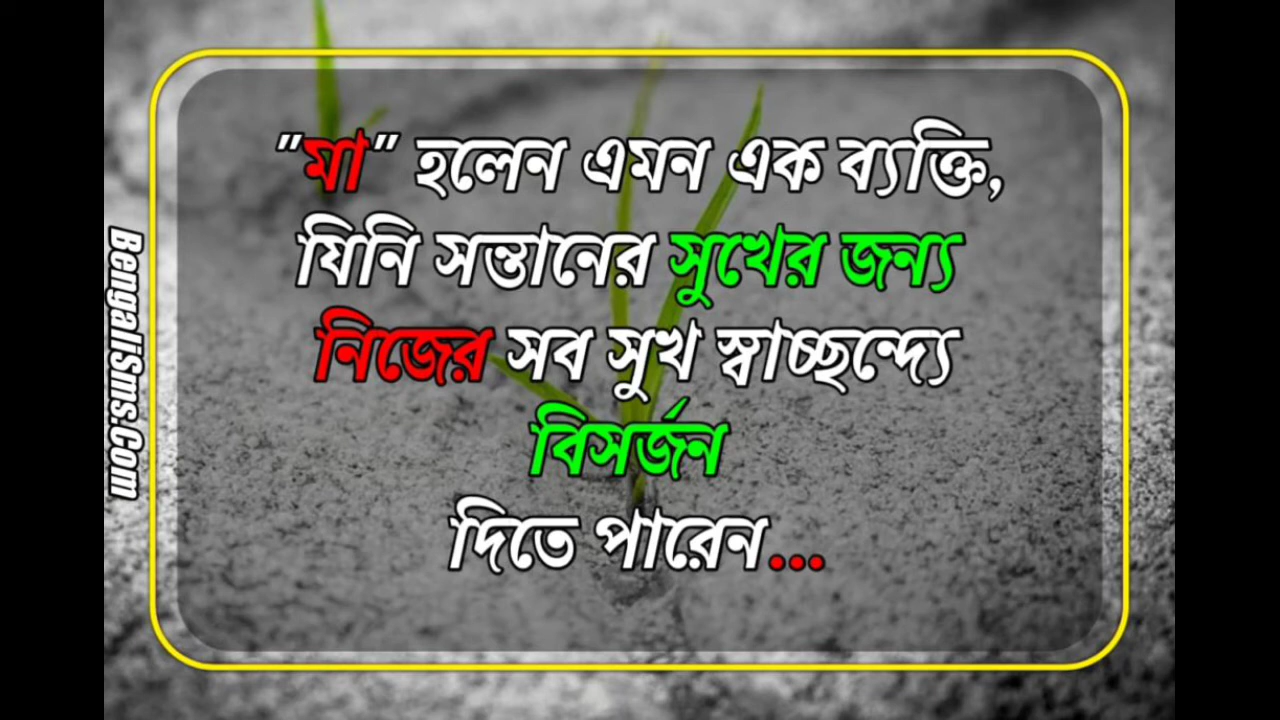 "মা" হলেন এমন এক ব্যক্তি,
যিনি সন্তানের সুখের জন্য
নিজের সব সুখ স্বাচ্ছন্দ্যে
বিসর্জন
দিতে পারেন...
BengaliSms.Com